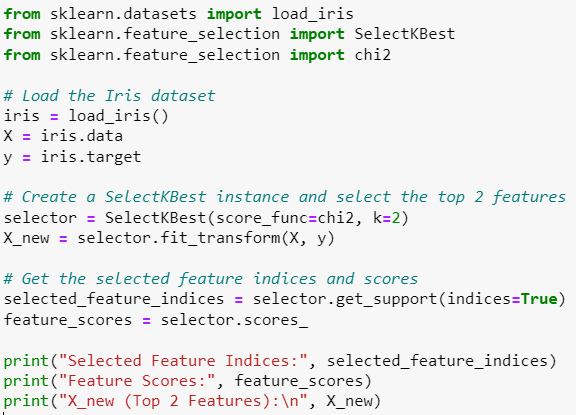 from sklearn.datasets import load_iris
from sklearn.feature_selection import SelectKBest
from sklearn.feature_selection import chi2

# Load the Iris dataset
iris = load_iris()
X = iris.data
y = iris.target

# Create a SelectKBest instance and select the top 2 features
selector = SelectKBest(score_func=chi2, k=2)
X_new = selector.fit_transform(X, y)

# Get the selected feature indices and scores
selected_feature_indices = selector.get_support(indices=True)
feature_scores = selector.scores_

print("Selected Feature Indices:", selected_feature_indices)
print("Feature Scores:", feature_scores)
print("X_new (Top 2 Features):\n", X_new)